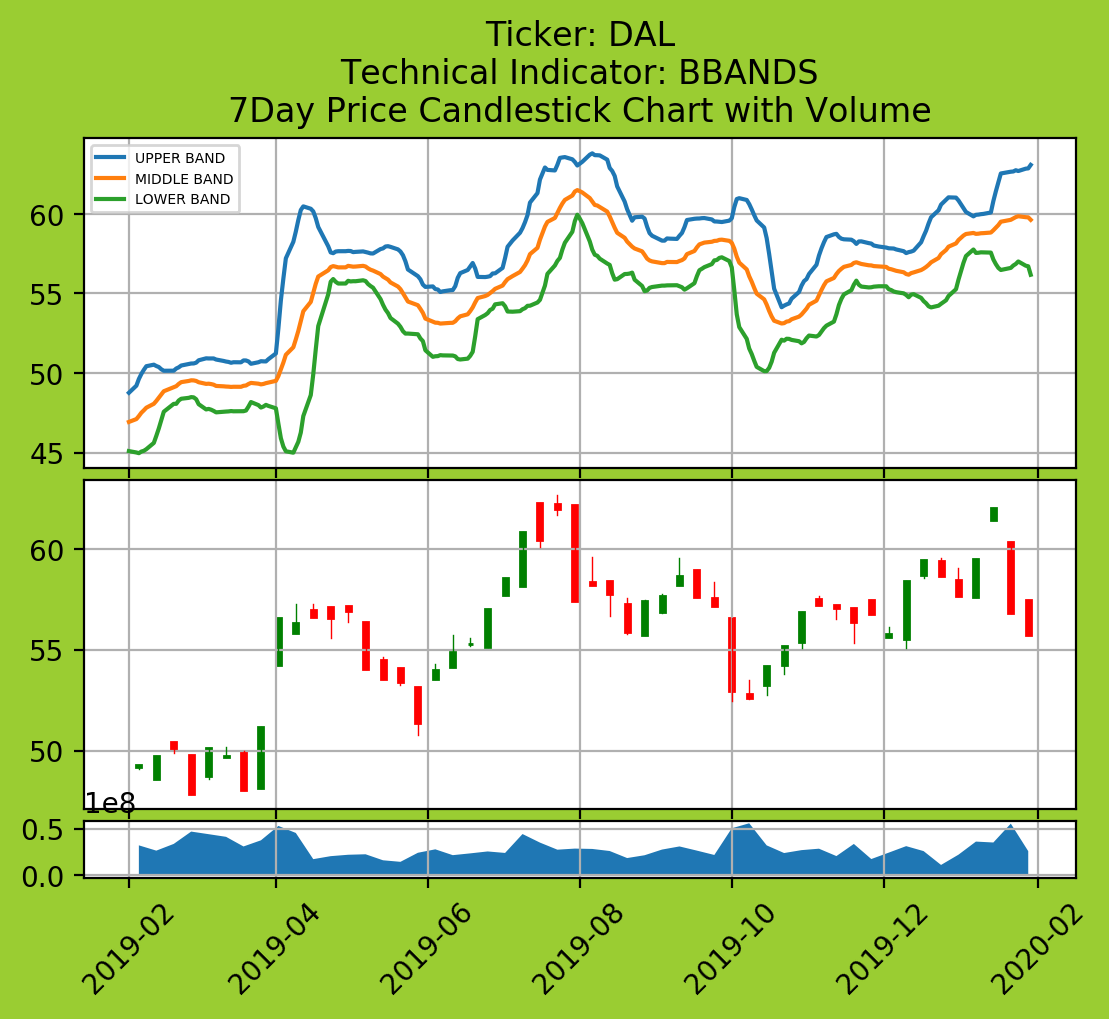 Ticker: DAL
Technical Indicator: BBANDS
7Day Price Candlestick Chart with Volume
UPPER BAND
MIDDLE BAND
LOWER BAND
60
55
50
45
60
55
50
1e8
0.5
0.0
2019-02
2019-04
2019-06
2019-08
2019-10
2019-12
2020-02